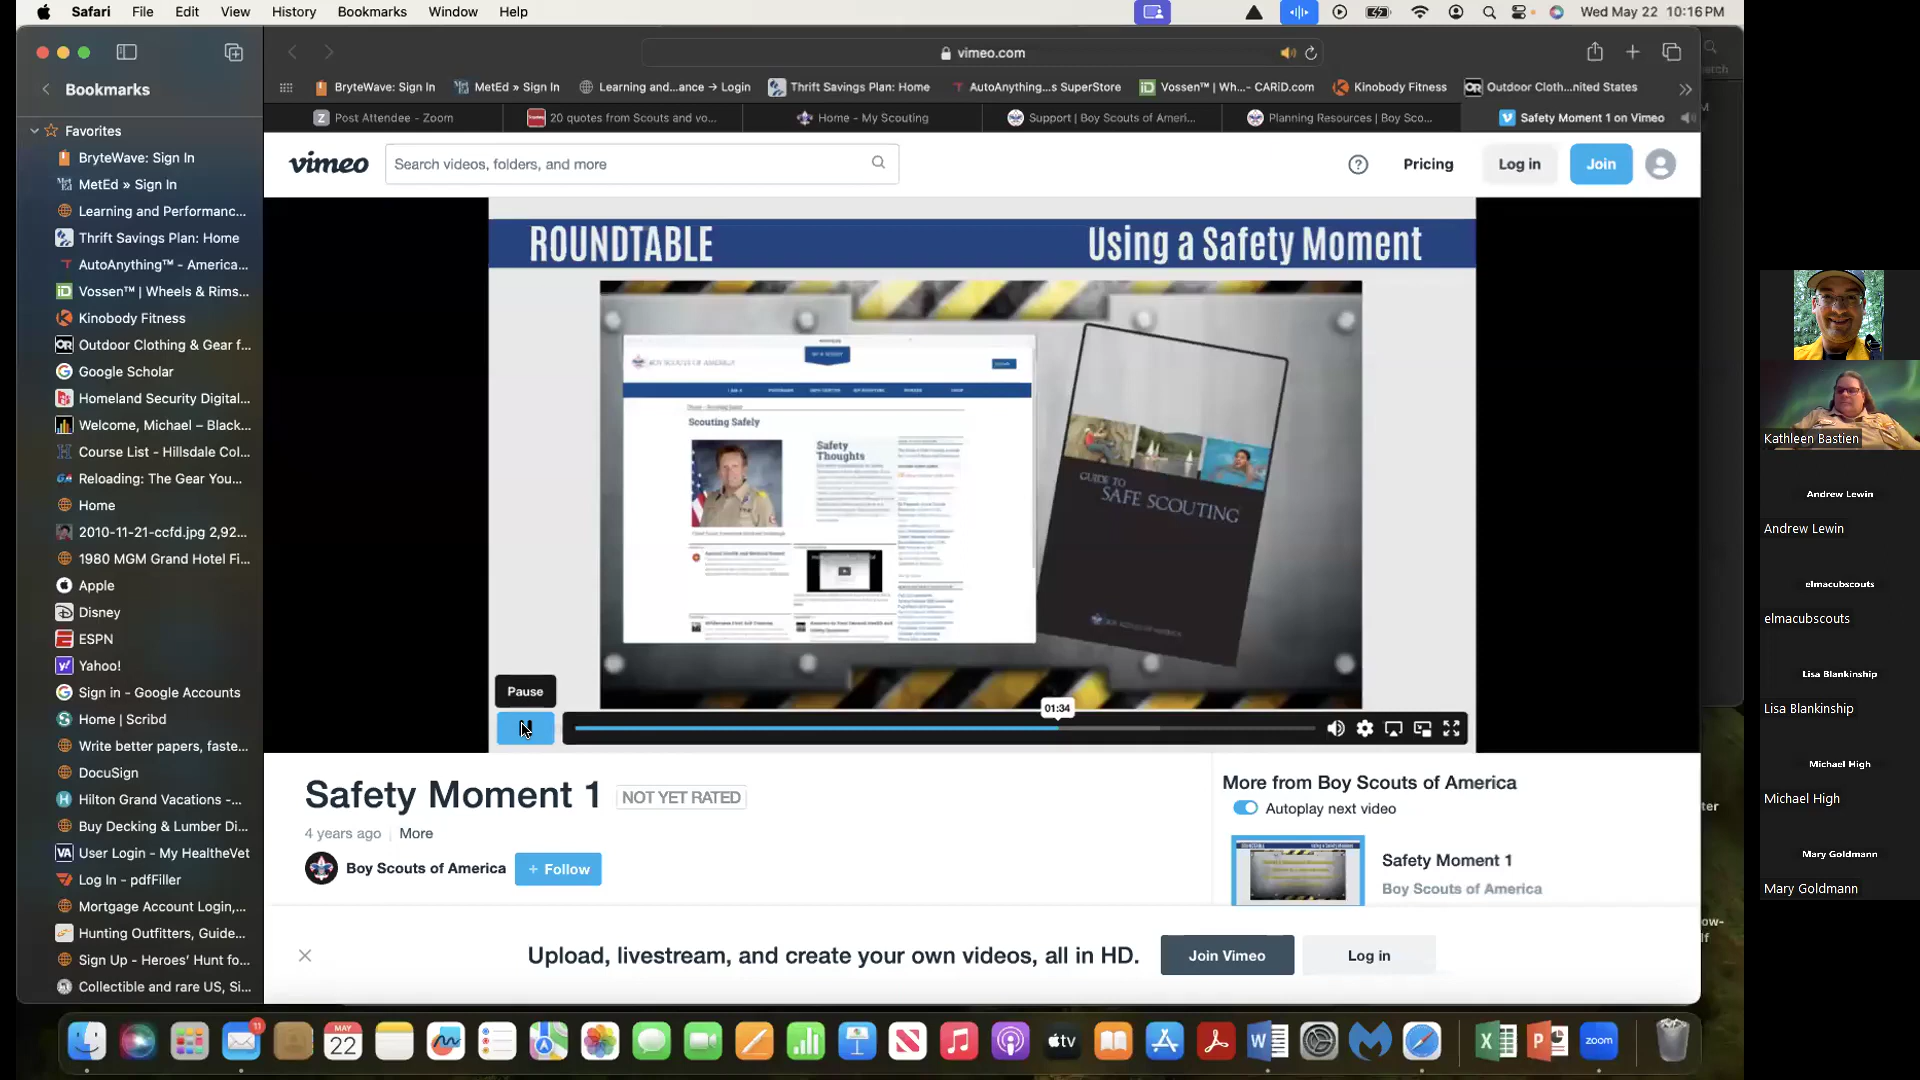 Safari File Edit View History Bookmarks Window Help Wed May 22 10:16 PM
vimeo.com
Bookmarks
BryteWave: Sign In MetEd » Sign In Learning and...ance → Login Thrift Savings Plan: Home AutoAnything...s SuperStore Vossen™ | Wh...- CARiD.com Kinobody Fitness Outdoor Cloth...nited States
Post Attendee - Zoom 20 quotes from Scouts and vo... Home - My Scouting Support | Boy Scouts of Ameri... Planning Resources | Boy Sco... Safety Moment 1 on Vimeo
Favorites
BryteWave: Sign In
MetEd » Sign In
Learning and Performanc...
Thrift Savings Plan: Home
AutoAnything™ - America...
Vossen™ | Wheels & Rims...
Kinobody Fitness
Outdoor Clothing & Gear f...
Google Scholar
Homeland Security Digital...
Welcome, Michael – Black...
Course List - Hillsdale Col...
Reloading: The Gear You...
Home
2010-11-21-ccfd.jpg 2,92...
1980 MGM Grand Hotel Fi...
Apple
Disney
ESPN
Yahoo!
Sign in - Google Accounts
Home | Scribd
Write better papers, faste...
DocuSign
Hilton Grand Vacations -...
Buy Decking & Lumber Di...
User Login - My HealtheVet
Log In - pdfFiller
Mortgage Account Login,...
Hunting Outfitters, Guide...
Sign Up - Heroes' Hunt fo...
Collectible and rare US, Si...
vimeo Search videos, folders, and more Pricing Log in Join
ROUNDTABLE Using a Safety Moment
BOY SCOUTS OF AMERICA
Scouting Safely
Safety
Thoughts
GUIDE TO
SAFE SCOUTING
Pause
01:34
Safety Moment 1 NOT YET RATED
4 years ago More
Boy Scouts of America + Follow
More from Boy Scouts of America
Autoplay next video
Safety Moment 1
Boy Scouts of America
Upload, livestream, and create your own videos, all in HD. Join Vimeo Log in
Kathleen Bastien
Andrew Lewin
Andrew Lewin
elmacubscouts
elmacubscouts
Lisa Blankinship
Lisa Blankinship
Michael High
Michael High
Mary Goldmann
Mary Goldmann
11
MAY
22
tv
zoom